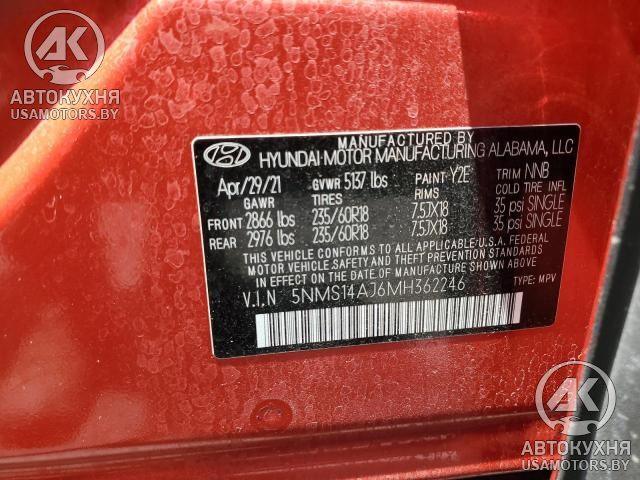 АК
АВТОКУХНЯ
USAMOTORS.BY
MANUFACTURED BY
HYUNDAI MOTOR MANUFACTURING ALABAMA, LLC
Apr/29/21 GVWR 5137 lbs PAINT Y2E TRIM NNB
GAWR TIRES RIMS COLD TIRE INFL
FRONT 2866 lbs 235/60R18 7.5JX18 35 psi SINGLE
REAR 2976 lbs 235/60R18 7.5JX18 35 psi SINGLE
THIS VEHICLE CONFORMS TO ALL APPLICABLE U.S.A. FEDERAL
MOTOR VEHICLE SAFETY AND THEFT PREVENTION STANDARDS
IN EFFECT ON THE DATE OF MANUFACTURE SHOWN ABOVE.
V.I.N 5NMS14AJ6MH362246 TYPE: MPV
АК
АВТОКУХНЯ
USAMOTORS.BY